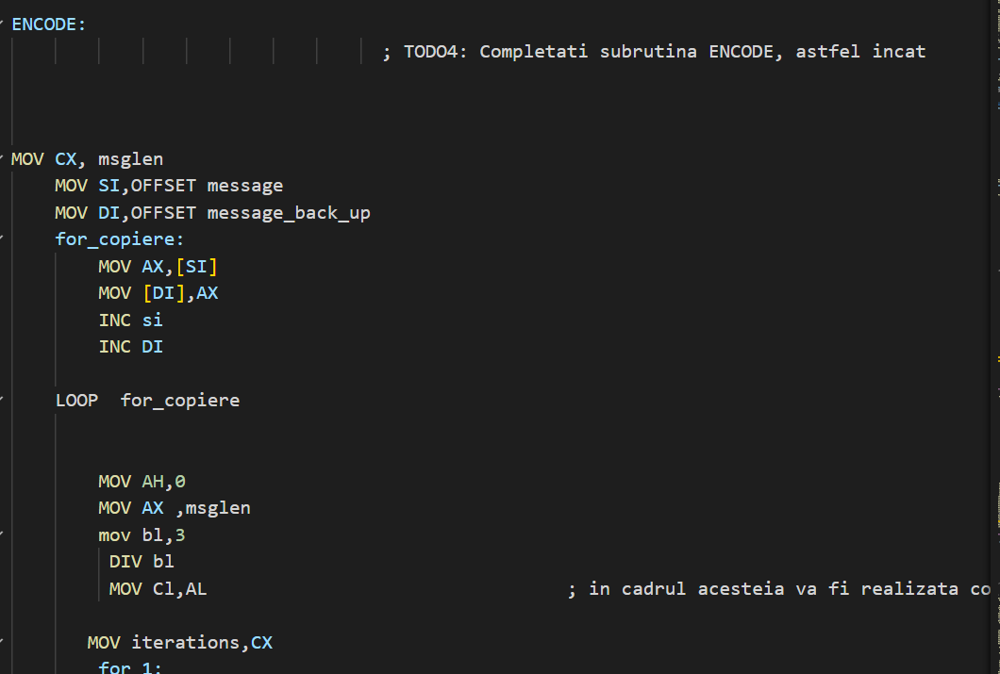 ENCODE:
; TODO4: Completati subrutina ENCODE, astfel incat
MOV CX, msglen
MOV SI,OFFSET message
MOV DI,OFFSET message_back_up
for_copiere:
MOV AX,[SI]
MOV [DI],AX
INC si
INC DI
LOOP  for_copiere
MOV AH,0
MOV AX ,msglen
mov bl,3
DIV bl
MOV Cl,AL ; in cadrul acesteia va fi realizata co
MOV iterations,CX
for_1: